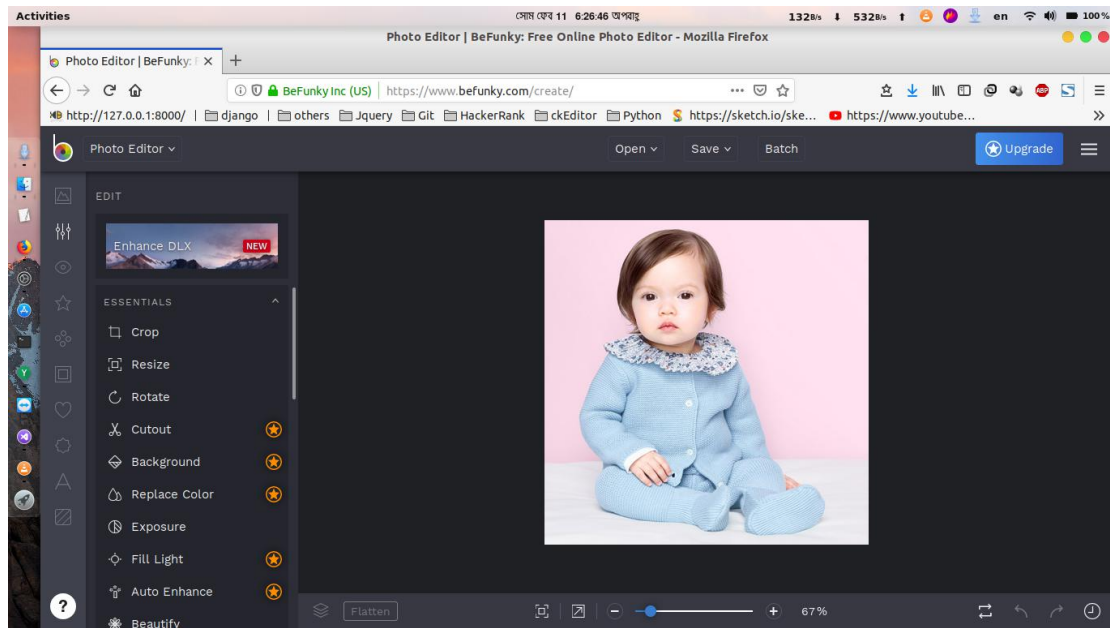 Activities সোম ফেব 11 6:26:46 অপরাহ্ণ 132B/s 532B/s en 100%
Photo Editor | BeFunky: Free Online Photo Editor - Mozilla Firefox
Photo Editor | BeFunky:
BeFunky Inc (US) https://www.befunky.com/create/
http://127.0.0.1:8000/ | django | others Jquery Git HackerRank ckEditor Python https://sketch.io/ske... https://www.youtube...
Photo Editor Open Save Batch Upgrade
EDIT
Enhance DLX NEW
ESSENTIALS
Crop
Resize
Rotate
Cutout
Background
Replace Color
Exposure
Fill Light
Auto Enhance
Beautify
? Flatten 67%